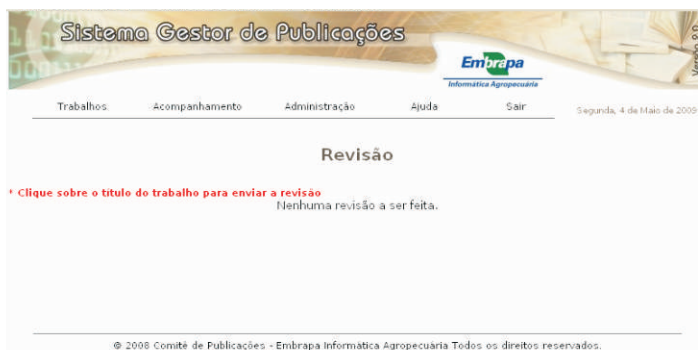 Sistema Gestor de Publicações
Embrapa
Informática Agropecuária
Trabalhos Acompanhamento Administração Ajuda Sair
Segunda, 4 de Maio de 2009
Revisão
* Clique sobre o título do trabalho para enviar a revisão
Nenhuma revisão a ser feita.
© 2008 Comitê de Publicações - Embrapa Informática Agropecuária Todos os direitos reservados.